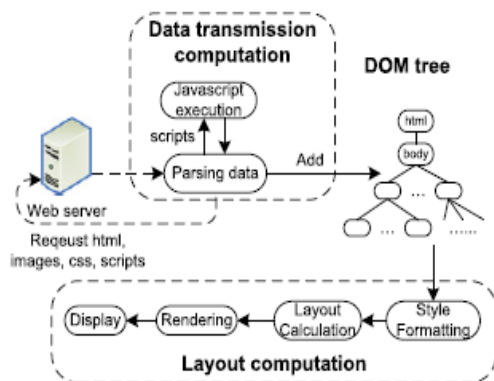 Data transmission
computation
Javascript
execution
scripts
Parsing data
Add
DOM tree
html
body
...
... ......
Web server
Reqeust html,
images, css, scripts
Display
Rendering
Layout
Calculation
Style
Formatting
Layout computation